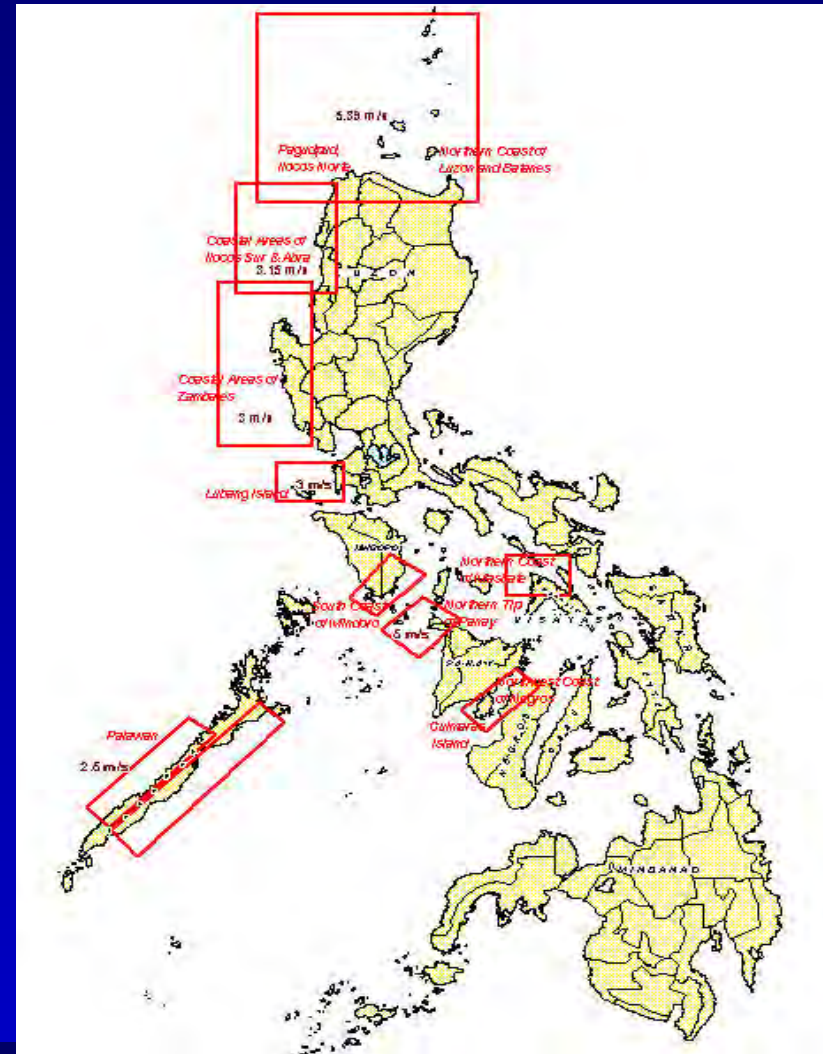 Pagudpud,
Ilocos Norte
Northern Coast of
Luzon and Batanes
Coastal Areas of
Ilocos Sur & Abra
3.15 m/s
LUZON
Coastal Areas of
Zambales
3 m/s
Lubang Island
3 m/s
MINDORO
Northern Coast
of Masbate
South Coast
of Mindoro
Northern Tip
of Panay
VISAYAS
5 m/s
PANAY
Northwest Coast
of Negros
Guimaras
Island
NEGROS
Palawan
2.5 m/s
MINDANAO